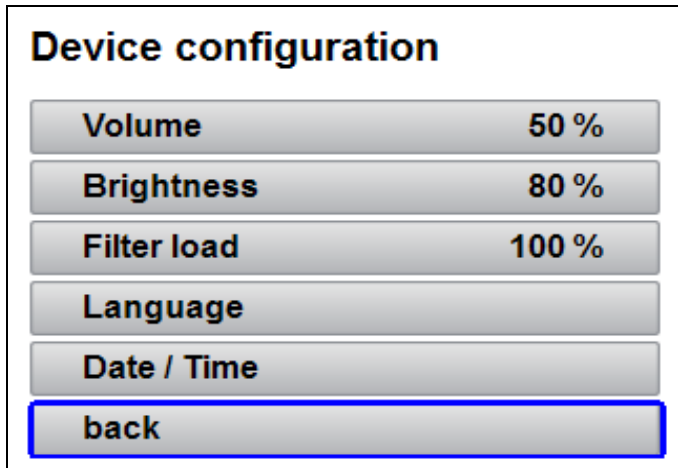 Device configuration
Volume 50 %
Brightness 80 %
Filter load 100 %
Language
Date / Time
back